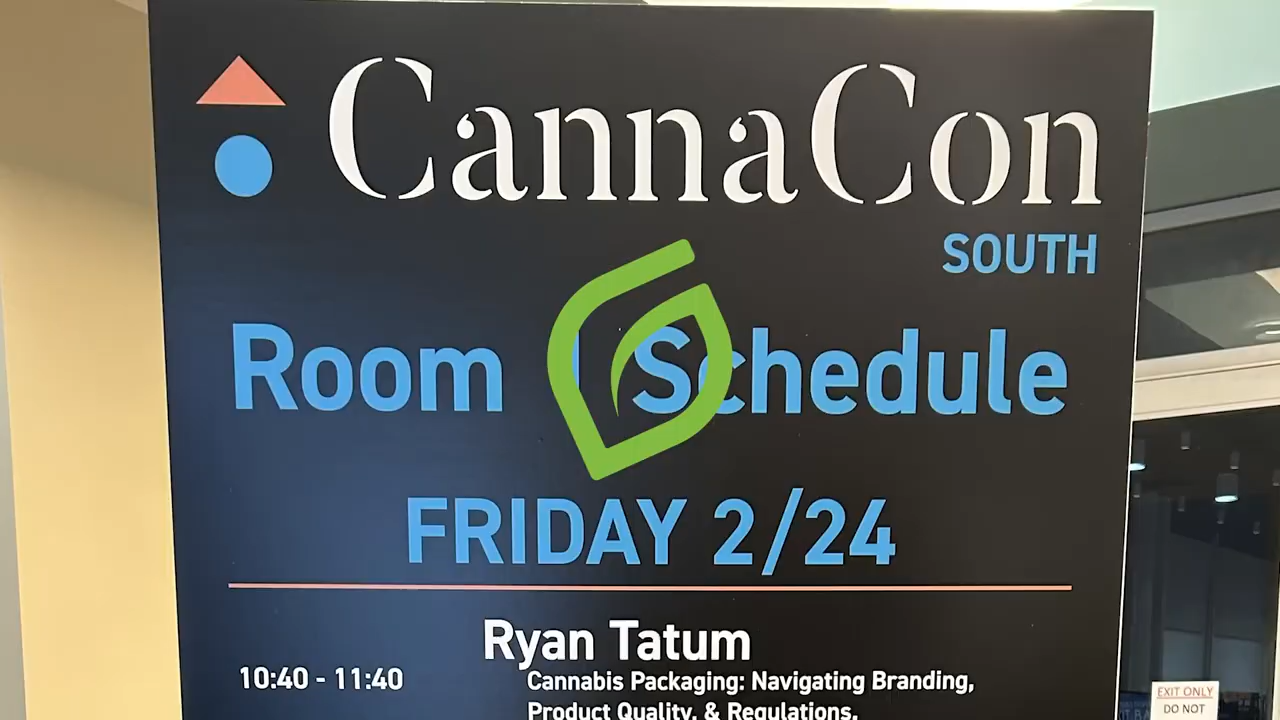 CannaCon
SOUTH
Room Schedule
FRIDAY 2/24
Ryan Tatum
10:40 - 11:40
Cannabis Packaging: Navigating Branding,
Product Quality, & Regulations.
EXIT ONLY
DO NOT